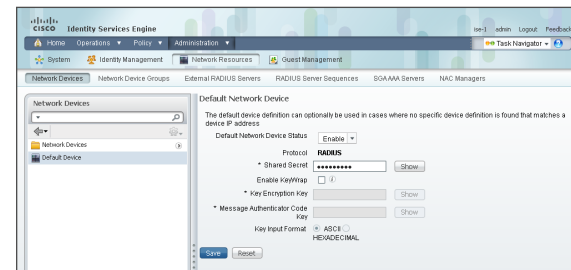 cisco Identity Services Engine
ise-1 admin Logout Feedback
Home Operations ▼ Policy ▼ Administration ▼
Task Navigator ▼
System Identity Management Network Resources Guest Management
Network Devices Network Device Groups External RADIUS Servers RADIUS Server Sequences SGA AAA Servers NAC Managers
Network Devices
Network Devices
Default Device
Default Network Device
The default device definition can optionally be used in cases where no specific device definition is found that matches a
device IP address
Default Network Device Status Enable ▼
Protocol RADIUS
* Shared Secret ••••••••• Show
Enable KeyWrap
* Key Encryption Key Show
* Message Authenticator Code
Key Show
Key Input Format ASCII
HEXADECIMAL
Save Reset